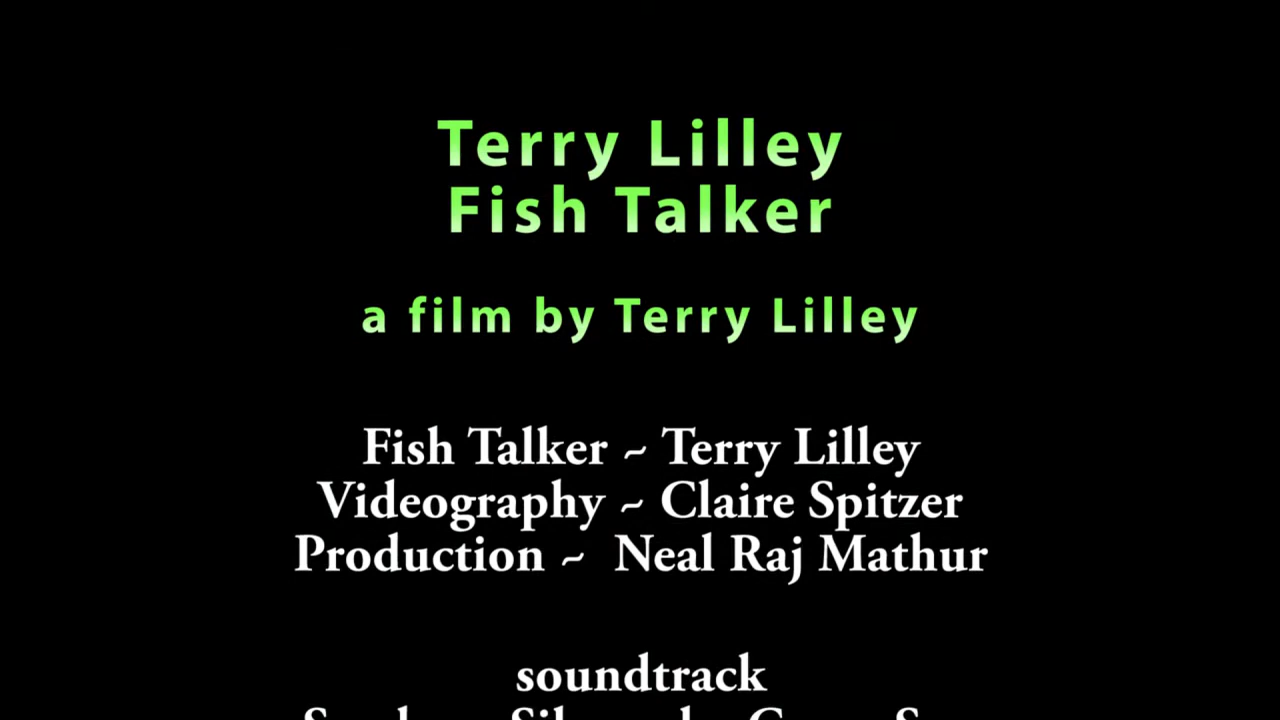 Terry Lilley
Fish Talker
a film by Terry Lilley
Fish Talker ~ Terry Lilley
Videography ~ Claire Spitzer
Production ~ Neal Raj Mathur
soundtrack